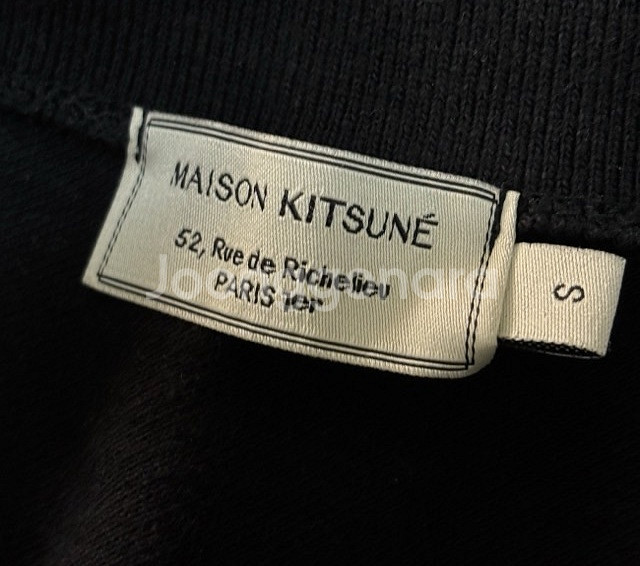 MAISON KITSUNÉ
52, Rue de Richelieu
PARIS 1er
S